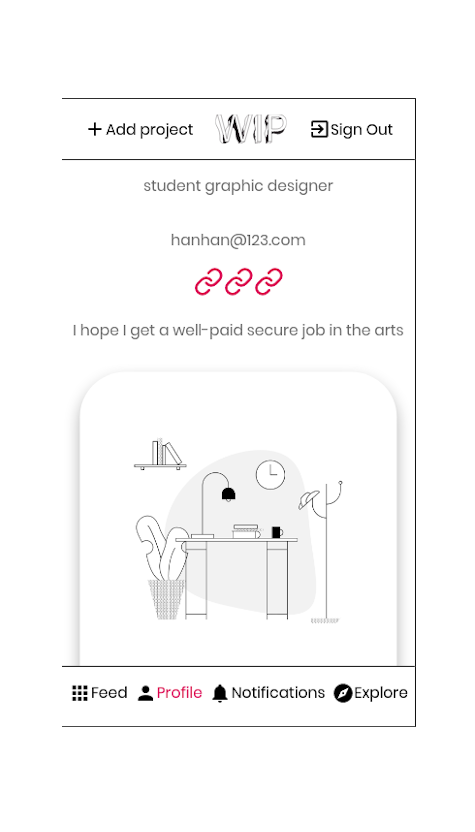 Add project WIP Sign Out
student graphic designer
hanhan@123.com
I hope I get a well-paid secure job in the arts
Feed Profile Notifications Explore